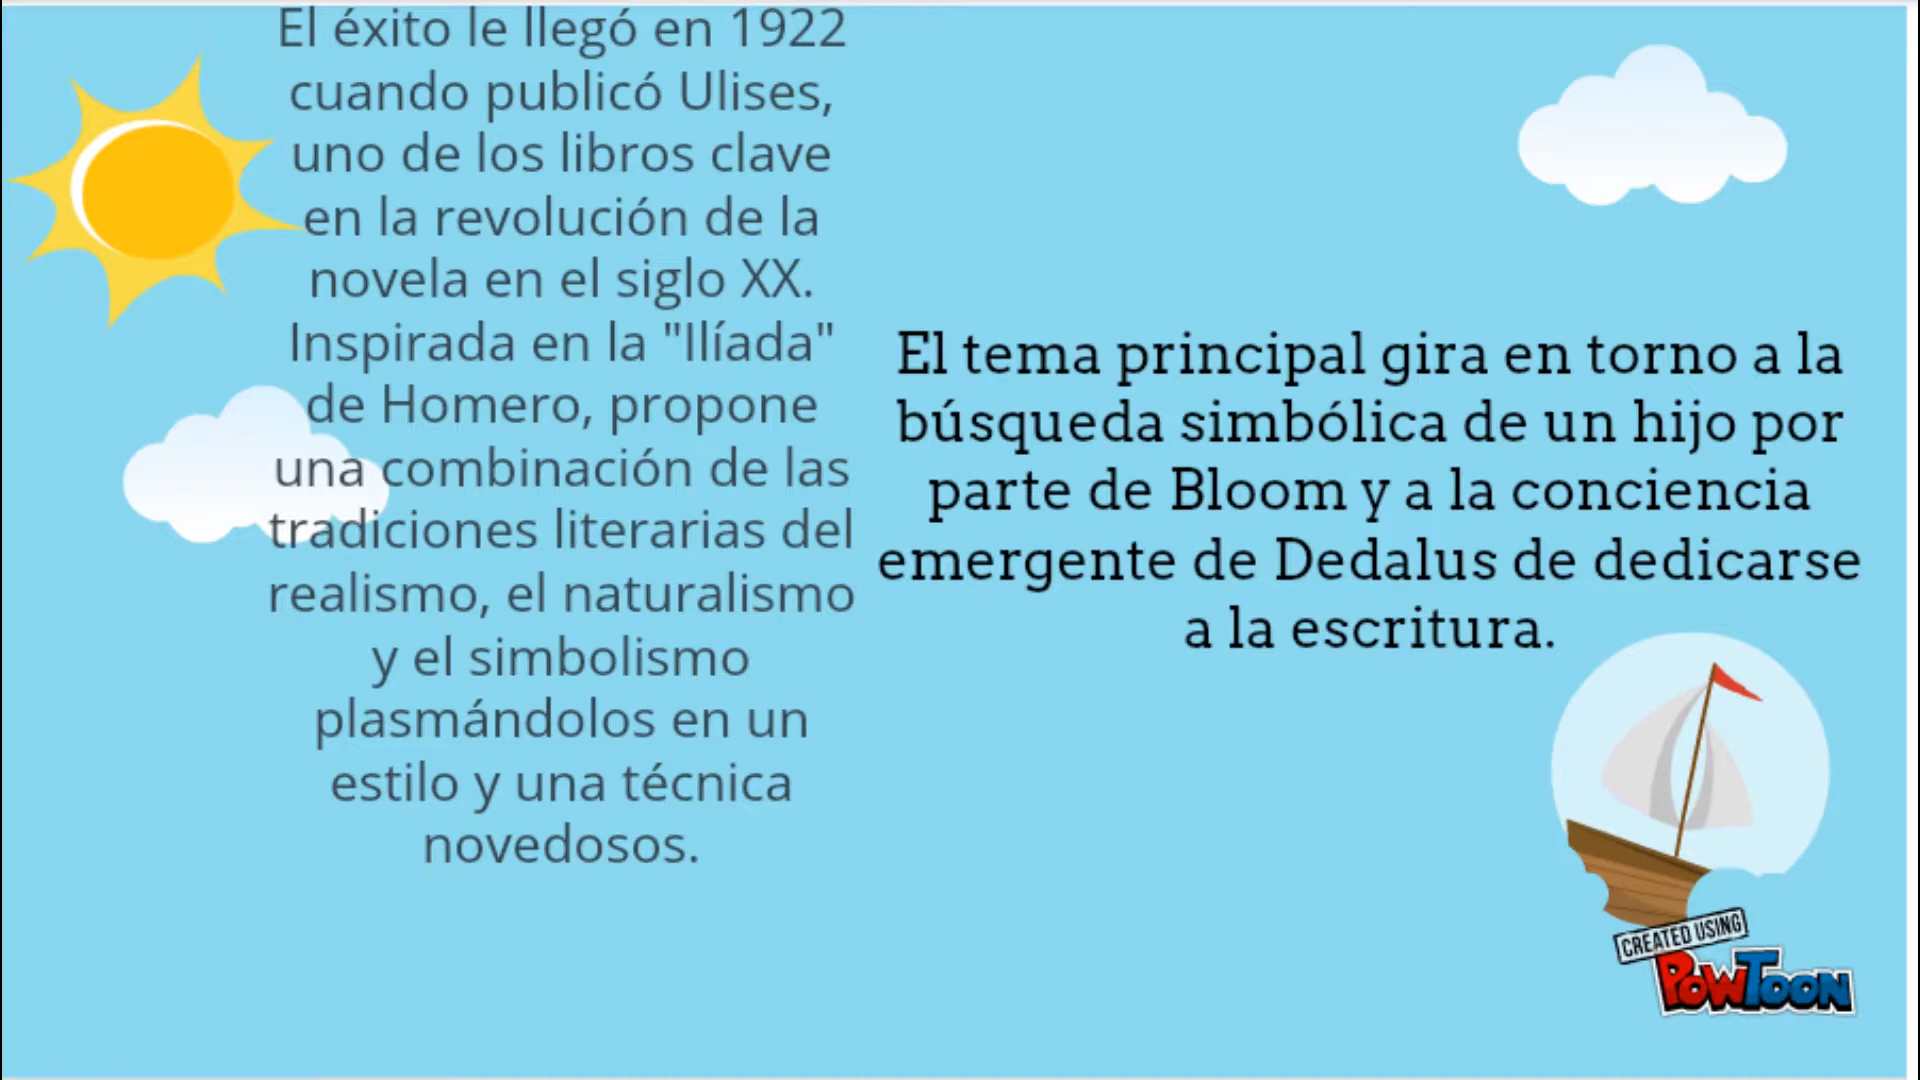 El éxito le llegó en 1922
cuando publicó Ulises,
uno de los libros clave
en la revolución de la
novela en el siglo XX.
Inspirada en la "Ilíada"
de Homero, propone
una combinación de las
tradiciones literarias del
realismo, el naturalismo
y el simbolismo
plasmándolos en un
estilo y una técnica
novedosos.
El tema principal gira en torno a la
búsqueda simbólica de un hijo por
parte de Bloom y a la conciencia
emergente de Dedalus de dedicarse
a la escritura.
CREATED USING
POWTOON